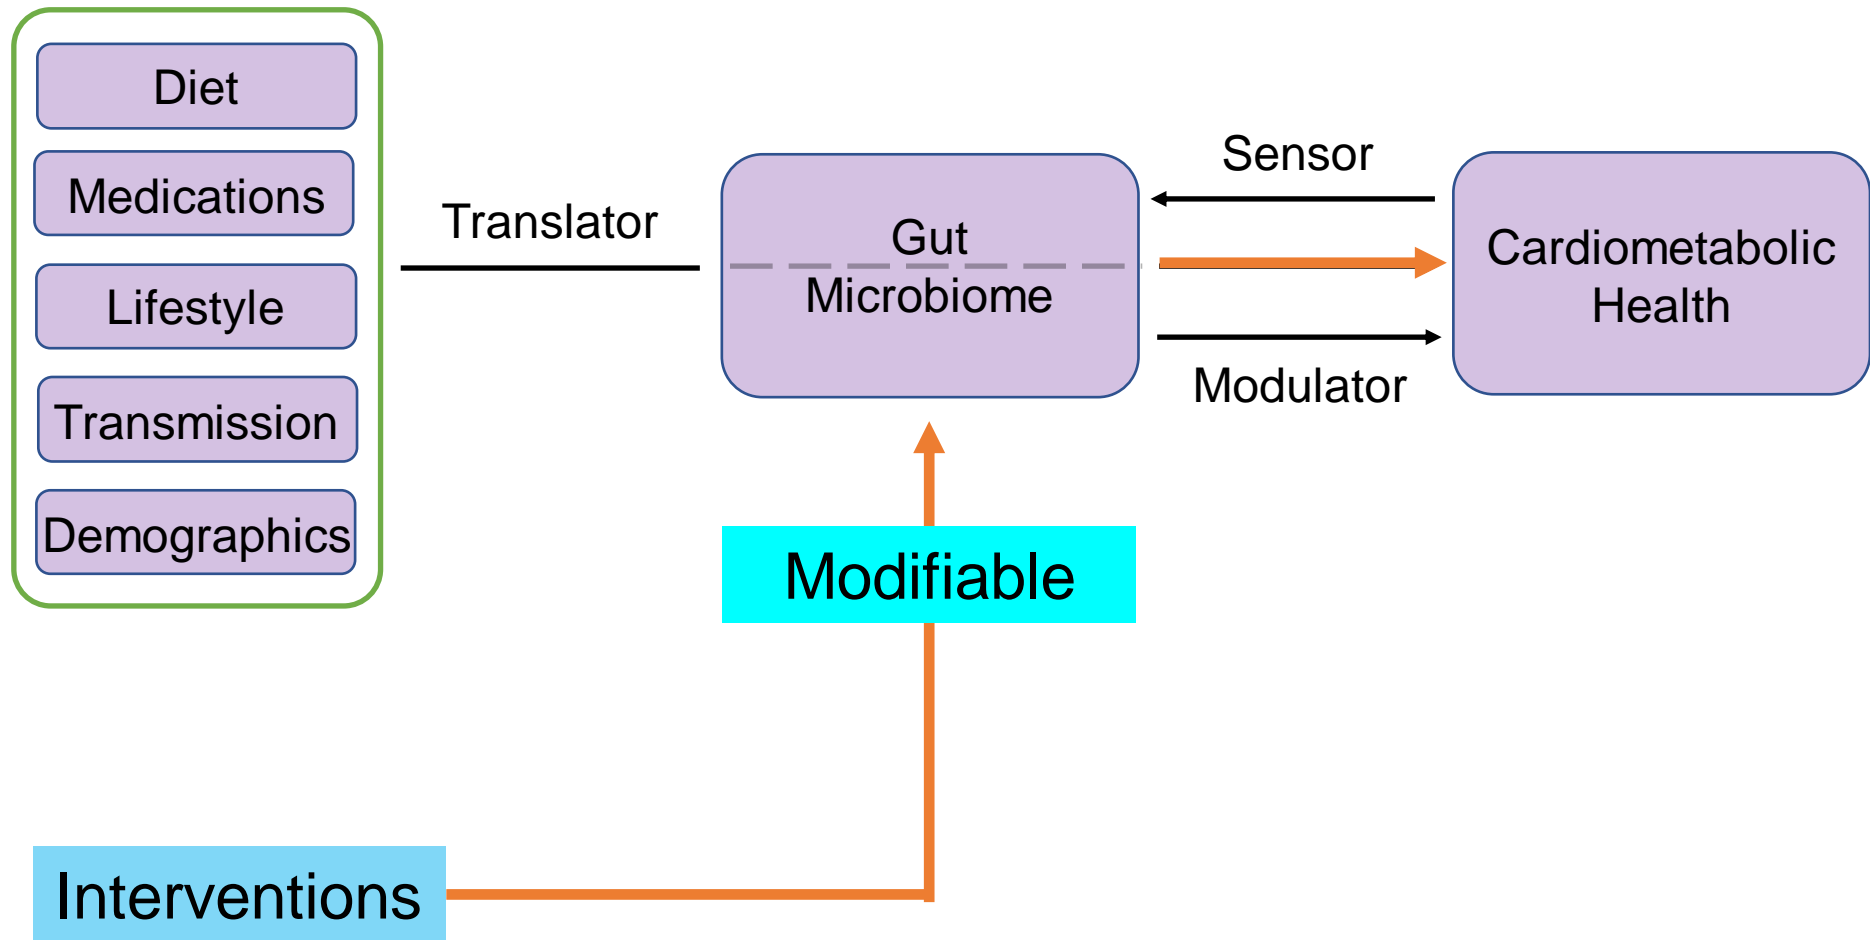 Diet
Medications
Lifestyle
Transmission
Demographics
Translator
Gut
Microbiome
Sensor
Modulator
Cardiometabolic
Health
Modifiable
Interventions